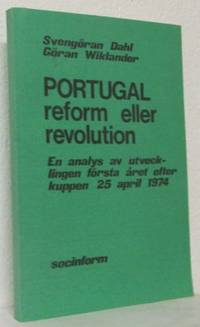 Svengöran Dahl
Göran Wiklander
PORTUGAL
reform eller
revolution
En analys av utveck-
lingen första året efter
kuppen 25 april 1974
socinform